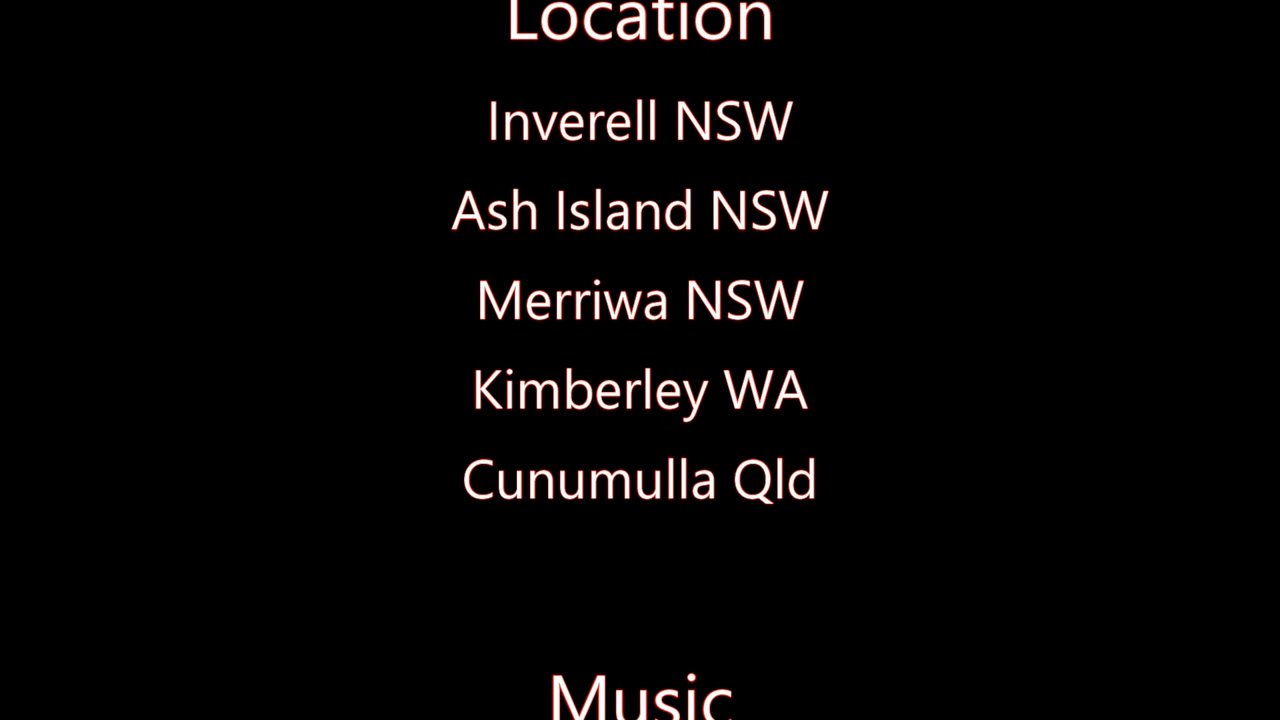 Location
Inverell NSW
Ash Island NSW
Merriwa NSW
Kimberley WA
Cunumulla Qld
Music